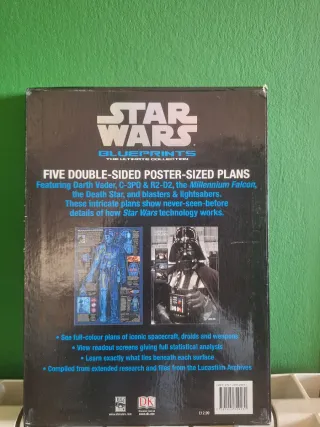 STAR
WARS
BLUEPRINTS
THE ULTIMATE COLLECTION
FIVE DOUBLE-SIDED POSTER-SIZED PLANS
Featuring Darth Vader, C-3PO & R2-D2, the Millennium Falcon,
the Death Star, and blasters & lightsabers.
These intricate plans show never-seen-before
details of how Star Wars technology works.
• See full-colour plans of iconic spacecraft, droids and weapons
• View readout screens giving full statistical analysis
• Learn exactly what lies beneath each surface
• Compiled from extended research and files from the Lucasfilm Archives
DK